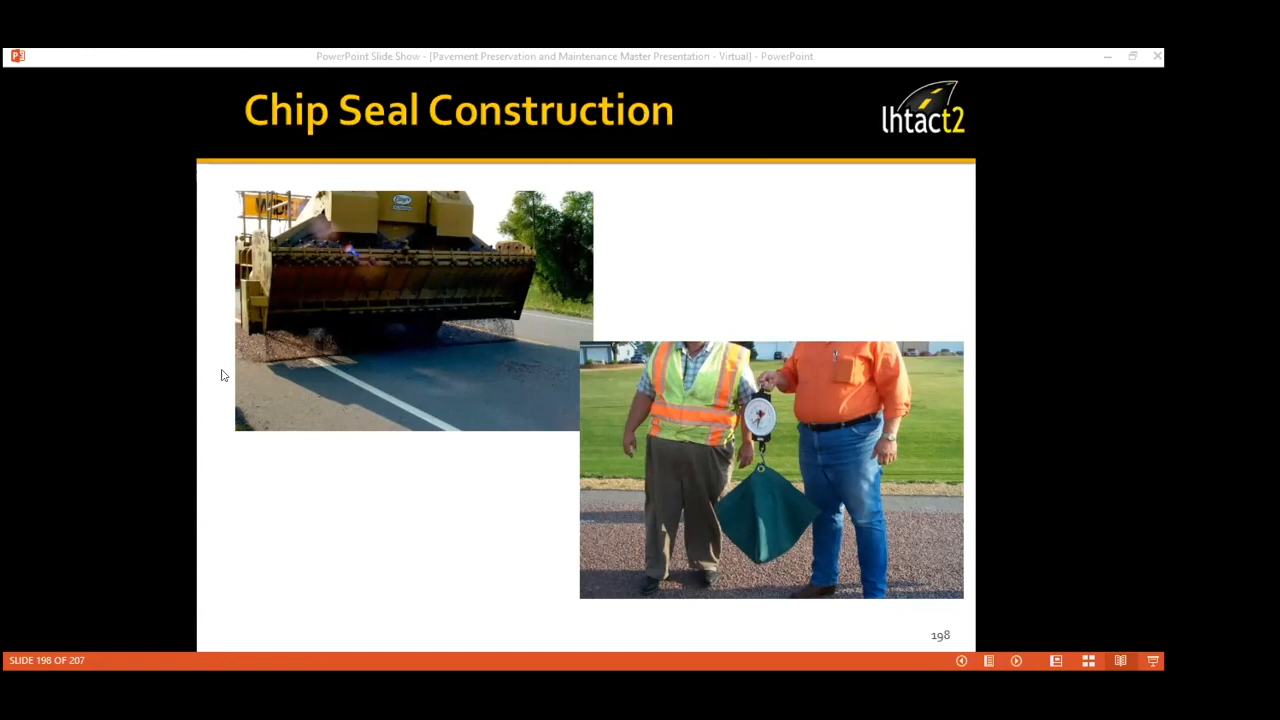 PowerPoint Slide Show - [Pavement Preservation and Maintenance Master Presentation - Virtual] - PowerPoint
Chip Seal Construction
lhtact2
198
SLIDE 198 OF 207